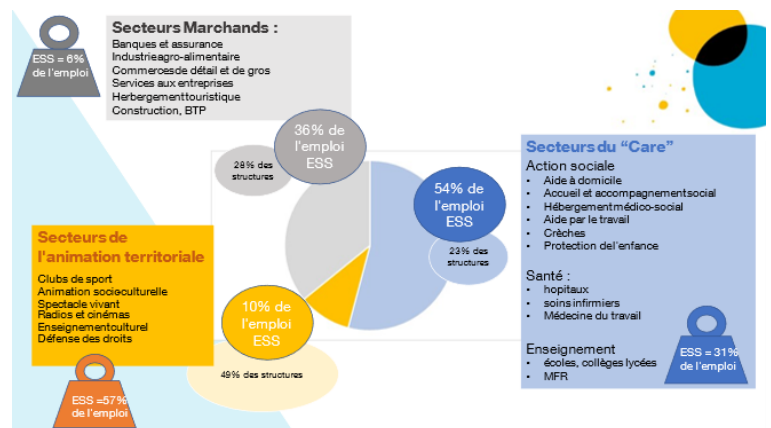 Secteurs Marchands :
Banques et assurance
Industrieagro-alimentaire
Commercesde détail et de gros
Services aux entreprises
Herbergementtouristique
Construction, BTP
ESS = 6%
de l'emploi
36% de
l'emploi
ESS
28% des
structures
54% de
l'emploi
ESS
23% des
structures
Secteurs du “Care”
Action sociale
• Aide à domicile
• Accueil et accompagnementsocial
• Hébergementmédico-social
• Aide par le travail
• Crèches
• Protection del'enfance
Santé :
• hopitaux
• soins infirmiers
• Médecine du travail
Enseignement
• écoles, collèges lycées
• MFR
ESS = 31%
de l'emploi
Secteurs de
l'animation territoriale
Clubs de sport
Animation socioculturelle
Spectacle vivant
Radios et cinémas
Enseignementculturel
Défense des droits
10% de
l'emploi
ESS
49% des structures
ESS =57%
de l'emploi